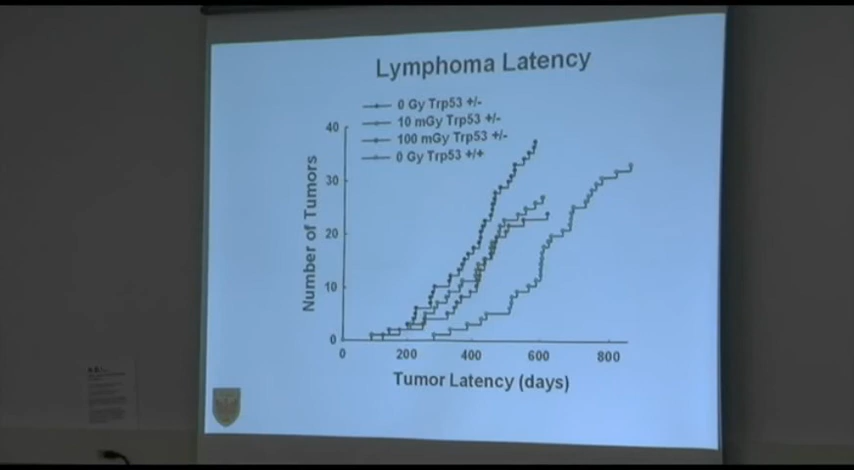 Lymphoma Latency
0 Gy Trp53 +/-
10 mGy Trp53 +/-
100 mGy Trp53 +/-
0 Gy Trp53 +/+
40
30
20
10
0
Number of Tumors
0 200 400 600 800
Tumor Latency (days)